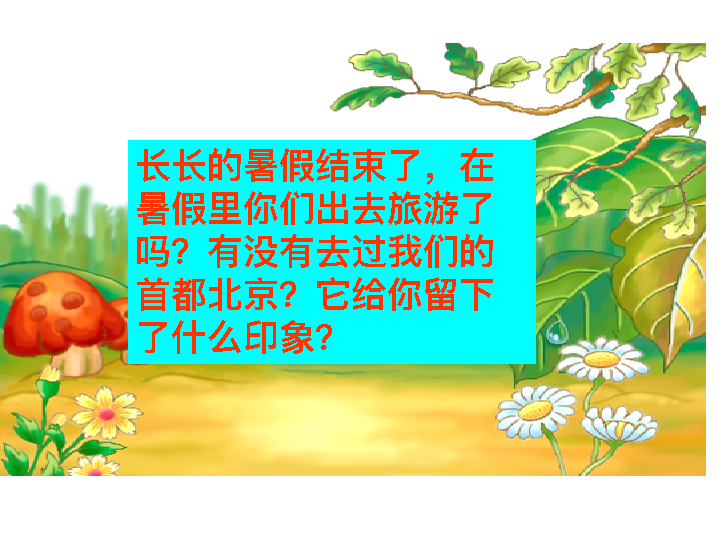 长长的暑假结束了，在
暑假里你们出去旅游了
吗？有没有去过我们的
首都北京？它给你留下
了什么印象？